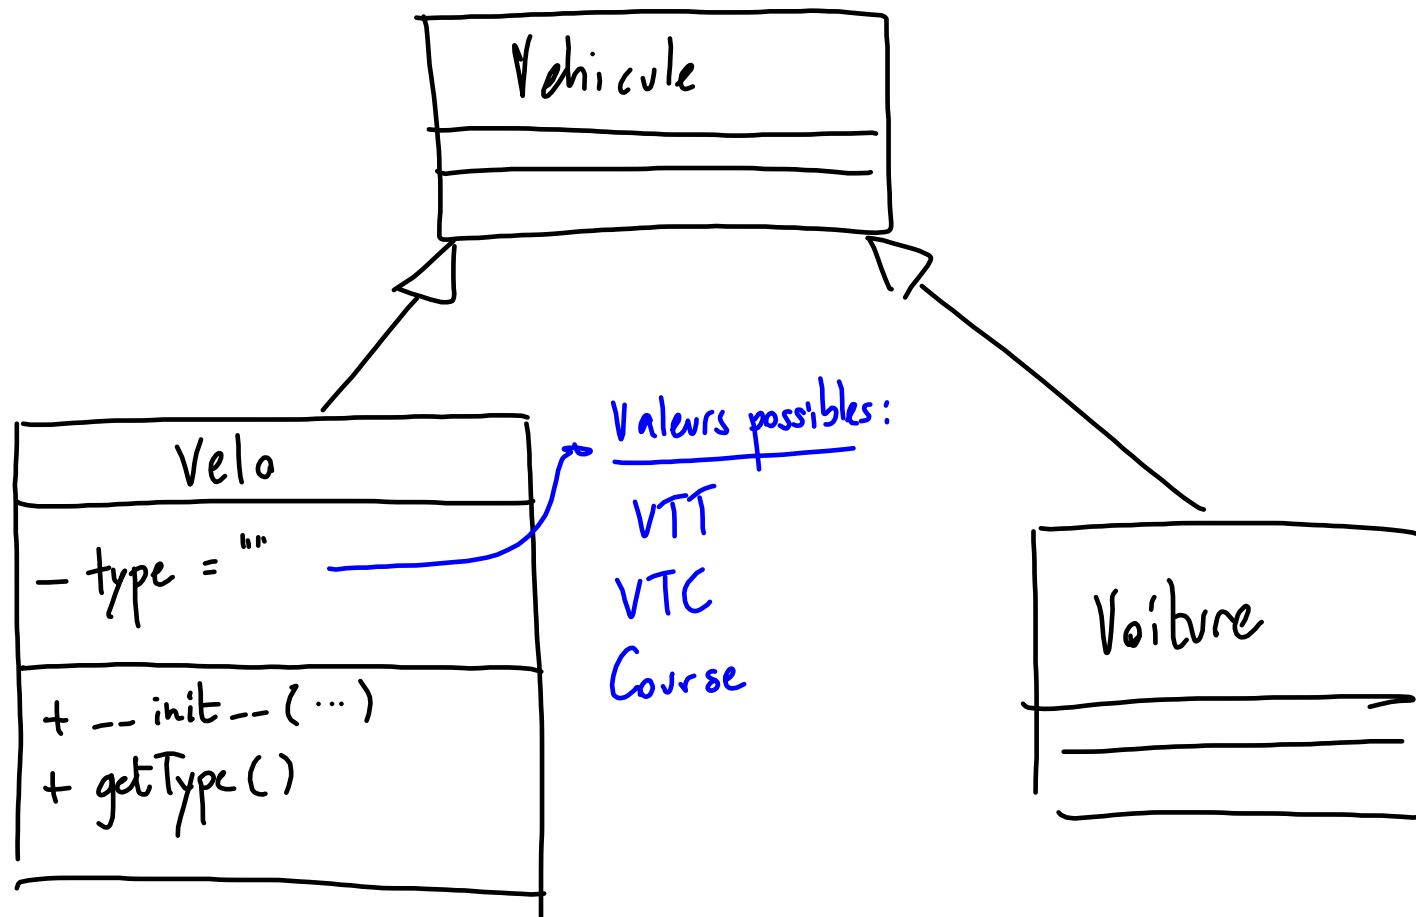 Vehicule
Velo
- type = ""
+ __init__(...)
+ getType()
Valeurs possibles:
VTT
VTC
Course
Voiture